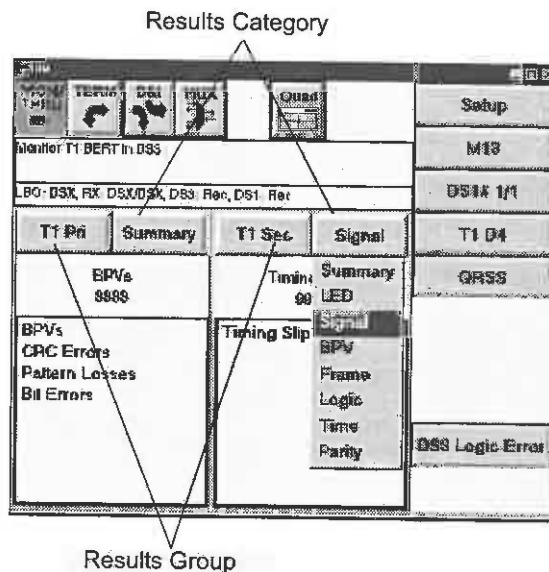 Results Category
Quad
Setup
Monitor T1 BERT in DS3
M13
LBO: DSX, RX: DSX/DSX, DS3: Rec, DS1: Rec
DS1# 1/1
T1 Pri
Summary
T1 Sec
Signal
T1 D4
BPVs
9999
QRSS
Summary
LED
Signal
BPV
Frame
Logic
Time
Parity
BPVs
CRC Errors
Pattern Losses
Bit Errors
Timing Slip
DS3 Logic Error
Results Group